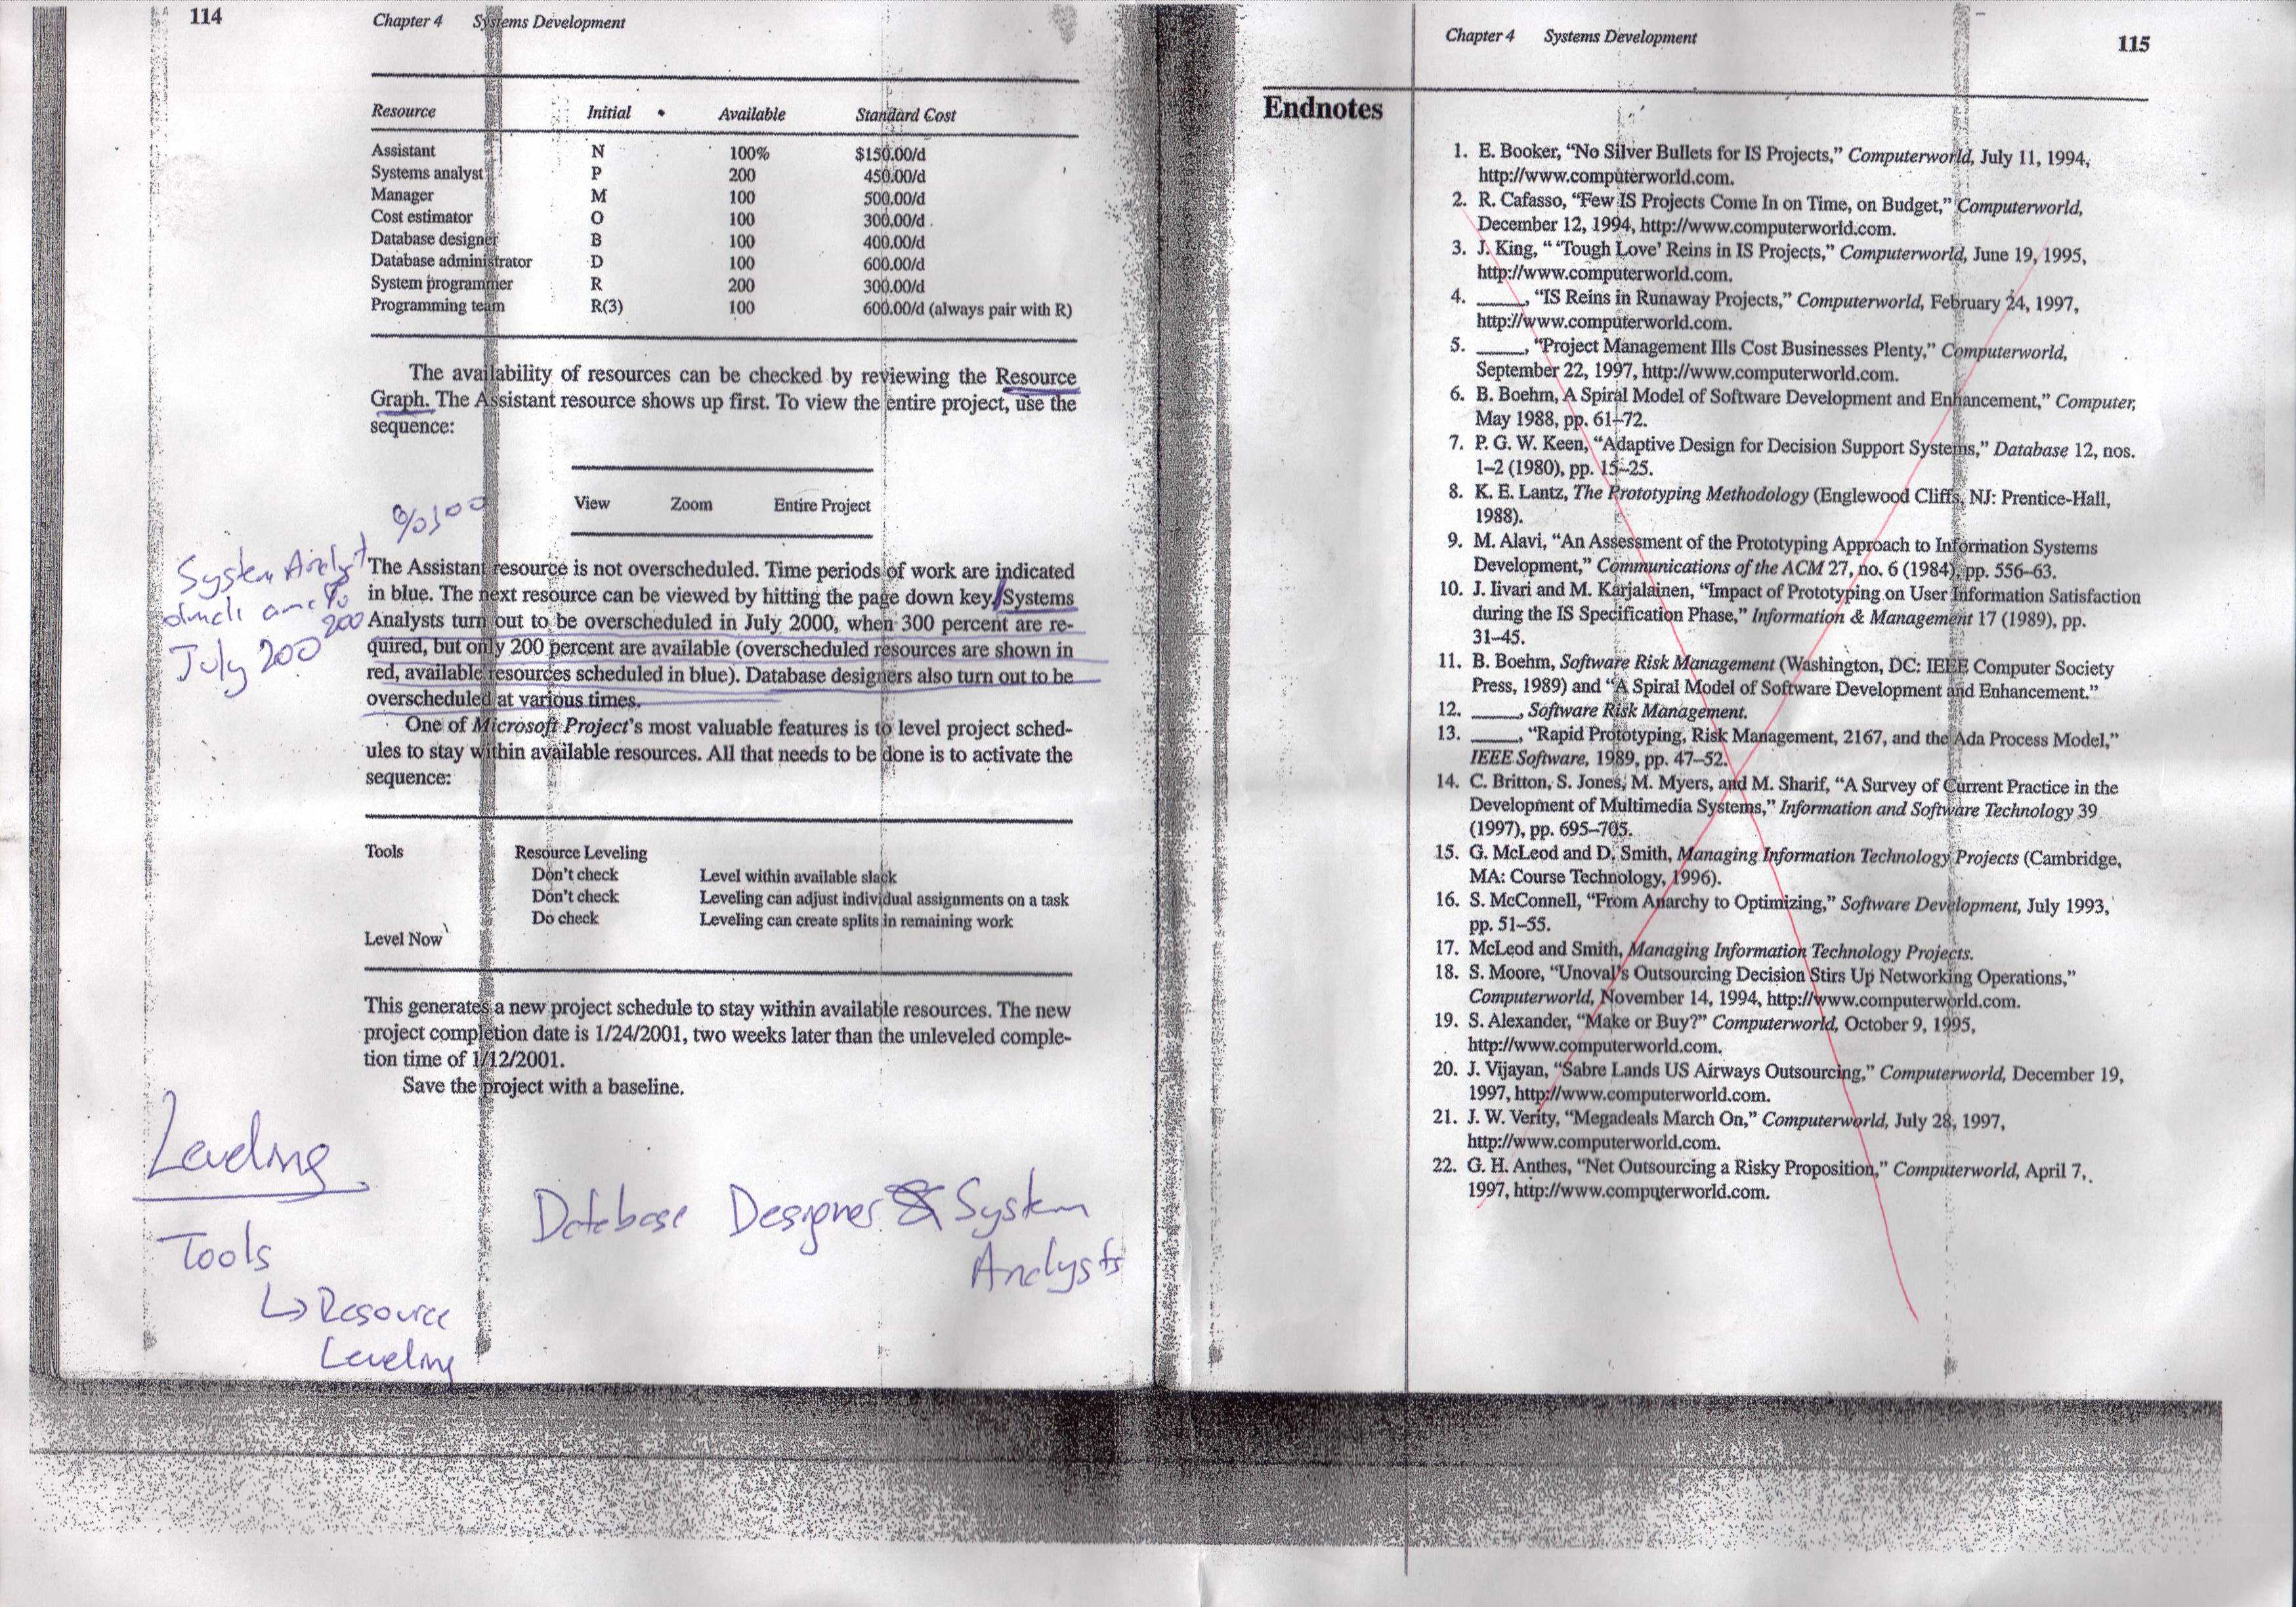 114
Chapter 4 Systems Development
Resource Initial Available Standard Cost
Assistant N 100% $150.00/d
Systems analyst P 200 450.00/d
Manager M 100 500.00/d
Cost estimator O 100 300.00/d
Database designer B 100 400.00/d
Database administrator D 100 600.00/d
System programmer R 200 300.00/d
Programming team R(3) 100 600.00/d (always pair with R)
The availability of resources can be checked by reviewing the Resource
Graph. The Assistant resource shows up first. To view the entire project, use the
sequence:
View Zoom Entire Project
%300
System Analyst
olmalı ama %
200
July 200
The Assistant resource is not overscheduled. Time periods of work are indicated
in blue. The next resource can be viewed by hitting the page down key. Systems
Analysts turn out to be overscheduled in July 2000, when 300 percent are re-
quired, but only 200 percent are available (overscheduled resources are shown in
red, available resources scheduled in blue). Database designers also turn out to be
overscheduled at various times.
One of Microsoft Project's most valuable features is to level project sched-
ules to stay within available resources. All that needs to be done is to activate the
sequence:
Tools Resource Leveling
Don't check Level within available slack
Don't check Leveling can adjust individual assignments on a task
Do check Leveling can create splits in remaining work
Level Now
This generates a new project schedule to stay within available resources. The new
project completion date is 1/24/2001, two weeks later than the unleveled comple-
tion time of 1/12/2001.
Save the project with a baseline.
Leveling
Tools
↳ Resource
Leveling
Database Designer & System
Analysts
Chapter 4 Systems Development
115
Endnotes
1. E. Booker, “No Silver Bullets for IS Projects,” Computerworld, July 11, 1994,
http://www.computerworld.com.
2. R. Cafasso, “Few IS Projects Come In on Time, on Budget,” Computerworld,
December 12, 1994, http://www.computerworld.com.
3. J. King, “ ‘Tough Love’ Reins in IS Projects,” Computerworld, June 19, 1995,
http://www.computerworld.com.
4. _____, “IS Reins in Runaway Projects,” Computerworld, February 24, 1997,
http://www.computerworld.com.
5. _____, “Project Management Ills Cost Businesses Plenty,” Computerworld,
September 22, 1997, http://www.computerworld.com.
6. B. Boehm, A Spiral Model of Software Development and Enhancement,” Computer,
May 1988, pp. 61–72.
7. P. G. W. Keen, “Adaptive Design for Decision Support Systems,” Database 12, nos.
1–2 (1980), pp. 15–25.
8. K. E. Lantz, The Prototyping Methodology (Englewood Cliffs, NJ: Prentice-Hall,
1988).
9. M. Alavi, “An Assessment of the Prototyping Approach to Information Systems
Development,” Communications of the ACM 27, no. 6 (1984), pp. 556–63.
10. J. Iivari and M. Karjalainen, “Impact of Prototyping on User Information Satisfaction
during the IS Specification Phase,” Information & Management 17 (1989), pp.
31–45.
11. B. Boehm, Software Risk Management (Washington, DC: IEEE Computer Society
Press, 1989) and “A Spiral Model of Software Development and Enhancement.”
12. _____, Software Risk Management.
13. _____, “Rapid Prototyping, Risk Management, 2167, and the Ada Process Model,”
IEEE Software, 1989, pp. 47–52.
14. C. Britton, S. Jones, M. Myers, and M. Sharif, “A Survey of Current Practice in the
Development of Multimedia Systems,” Information and Software Technology 39
(1997), pp. 695–705.
15. G. McLeod and D. Smith, Managing Information Technology Projects (Cambridge,
MA: Course Technology, 1996).
16. S. McConnell, “From Anarchy to Optimizing,” Software Development, July 1993,
pp. 51–55.
17. McLeod and Smith, Managing Information Technology Projects.
18. S. Moore, “Unoval's Outsourcing Decision Stirs Up Networking Operations,”
Computerworld, November 14, 1994, http://www.computerworld.com.
19. S. Alexander, “Make or Buy?” Computerworld, October 9, 1995,
http://www.computerworld.com.
20. J. Vijayan, “Sabre Lands US Airways Outsourcing,” Computerworld, December 19,
1997, http://www.computerworld.com.
21. J. W. Verity, “Megadeals March On,” Computerworld, July 28, 1997,
http://www.computerworld.com.
22. G. H. Anthes, “Net Outsourcing a Risky Proposition,” Computerworld, April 7,
1997, http://www.computerworld.com.